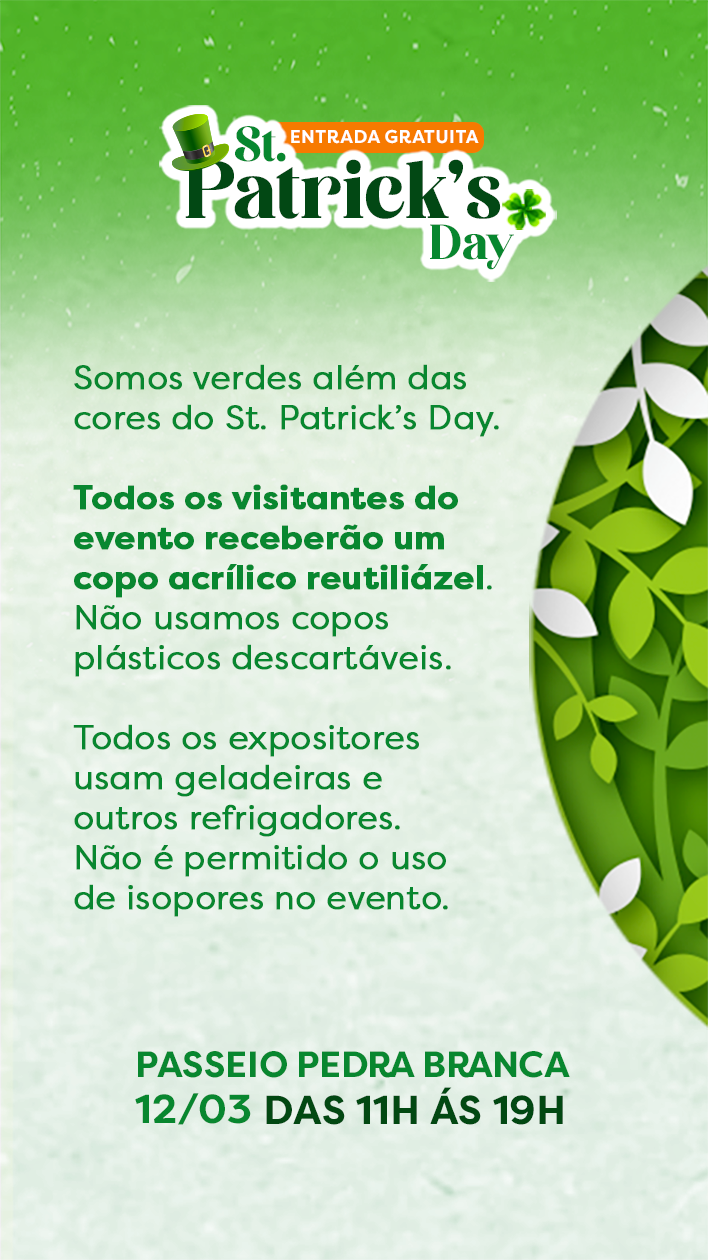 St. ENTRADA GRATUITA
Patrick's
Day
Somos verdes além das
cores do St. Patrick's Day.
Todos os visitantes do
evento receberão um
copo acrílico reutiliázel.
Não usamos copos
plásticos descartáveis.
Todos os expositores
usam geladeiras e
outros refrigadores.
Não é permitido o uso
de isopores no evento.
PASSEIO PEDRA BRANCA
12/03 DAS 11H ÁS 19H